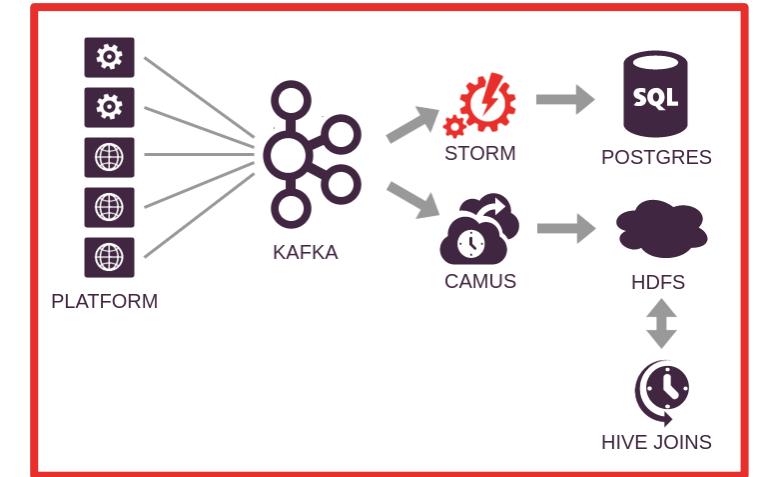 PLATFORM
KAFKA
STORM
SQL
POSTGRES
CAMUS
HDFS
HIVE JOINS